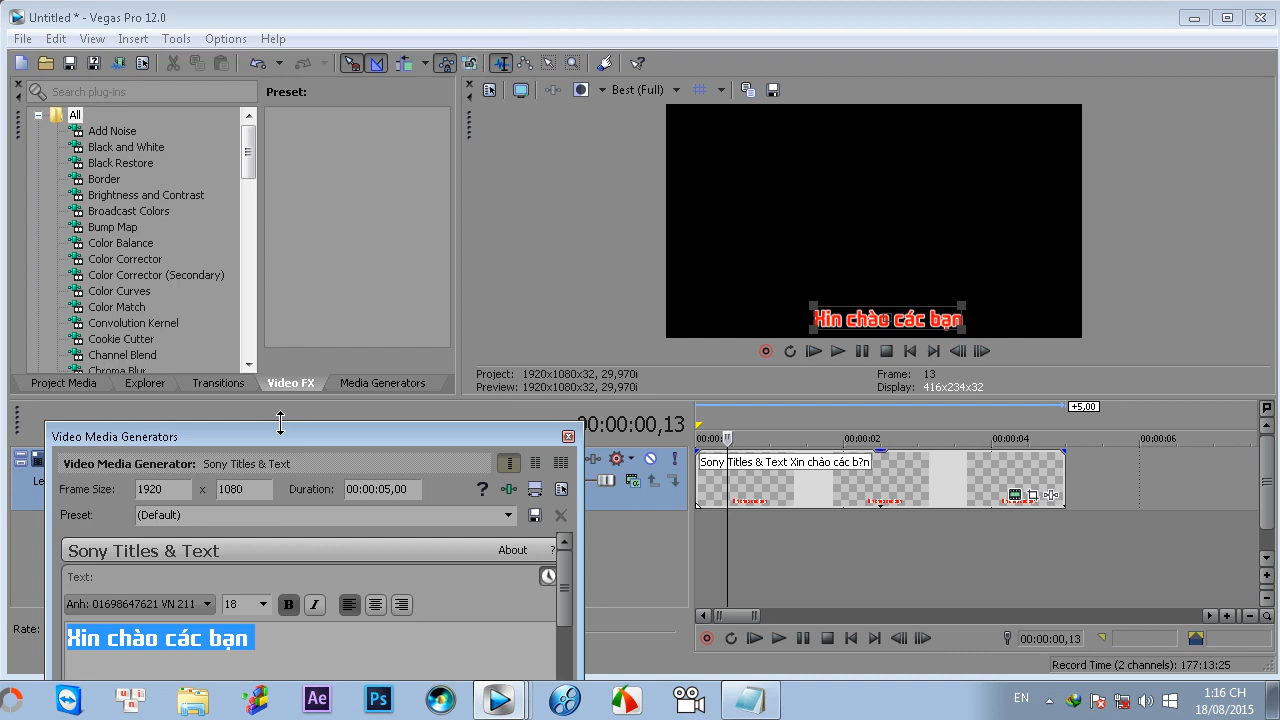 Untitled * - Vegas Pro 12.0
File Edit View Insert Tools Options Help
Search plug-ins
Preset:
Best (Full)
All
Add Noise
Black and White
Black Restore
Border
Brightness and Contrast
Broadcast Colors
Bump Map
Color Balance
Color Corrector
Color Corrector (Secondary)
Color Curves
Color Match
Convolution Kernel
Cookie Cutter
Channel Blend
Chroma Blur
Xin chào các bạn
Project Media Explorer Transitions Video FX Media Generators
Project: 1920x1080x32, 29,970i
Preview: 1920x1080x32, 29,970i
Frame: 13
Display: 416x234x32
00:00:00,13
+5,00
00:00:02 00:00:04 00:00:06
Video Media Generators
Video Media Generator: Sony Titles & Text
Frame Size: 1920 x 1080 Duration: 00:00:05,00 ?
Preset: (Default)
Sony Titles & Text About ?
Text:
Anh: 01698647621 VN 211 18 B I
Xin chào các bạn
Rate:
Sony Titles & Text Xin chào các b?n
00:00:00,13
Record Time (2 channels): 177:13:25
Ae Ps
EN
1:16 CH
18/08/2015